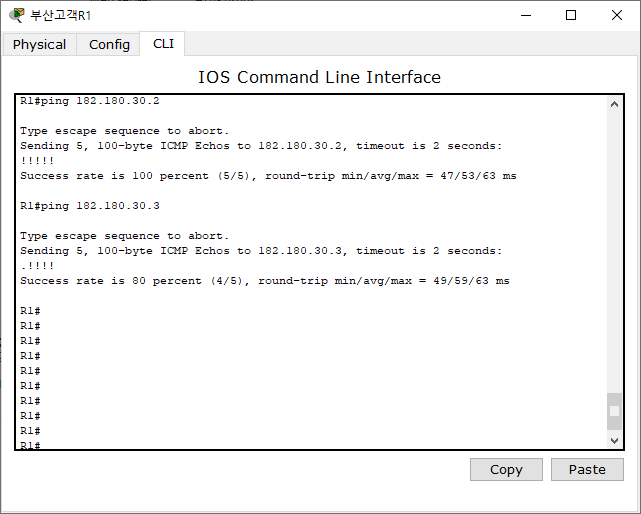 부산고객R1
Physical Config CLI
IOS Command Line Interface
R1#ping 182.180.30.2
Type escape sequence to abort.
Sending 5, 100-byte ICMP Echos to 182.180.30.2, timeout is 2 seconds:
!!!!!
Success rate is 100 percent (5/5), round-trip min/avg/max = 47/53/63 ms
R1#ping 182.180.30.3
Type escape sequence to abort.
Sending 5, 100-byte ICMP Echos to 182.180.30.3, timeout is 2 seconds:
.!!!!
Success rate is 80 percent (4/5), round-trip min/avg/max = 49/59/63 ms
R1#
R1#
R1#
R1#
R1#
R1#
R1#
R1#
R1#
R1#
Copy Paste